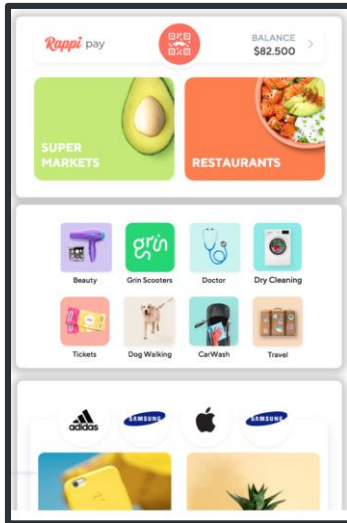 Rappi pay
BALANCE
$82.500
SUPER
MARKETS
RESTAURANTS
grin
Beauty
Grin Scooters
Doctor
Dry Cleaning
Tickets
Dog Walking
CarWash
Travel
adidas
SAMSUNG
SAMSUNG